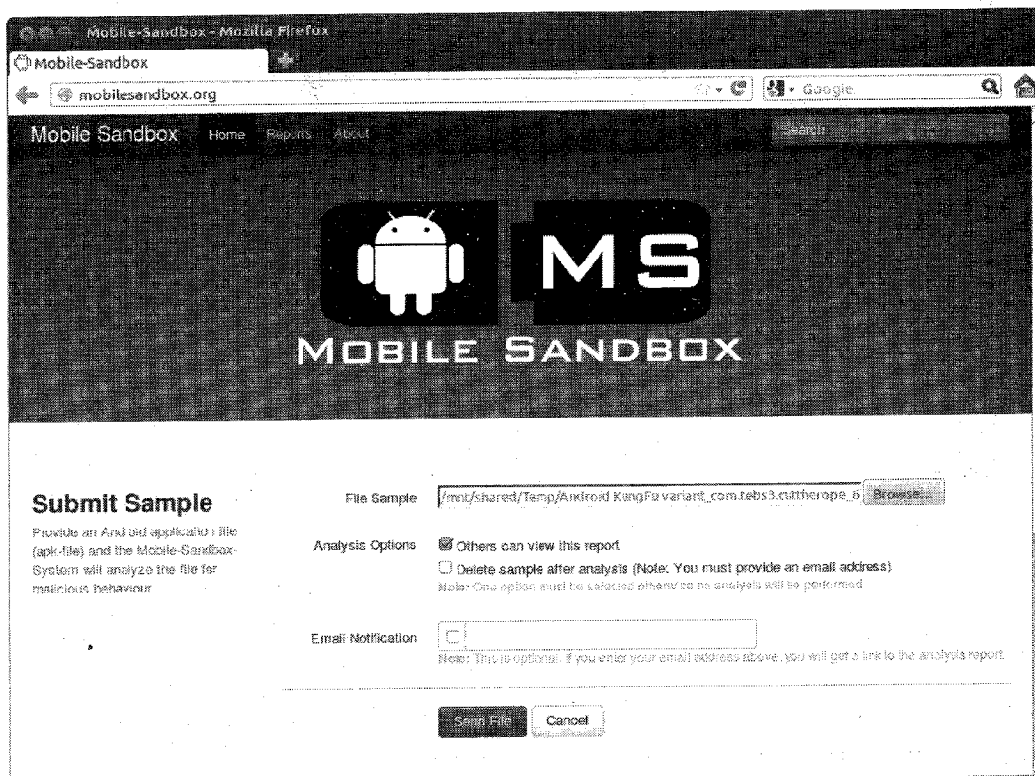 Mobile-Sandbox - Mozilla Firefox
Mobile-Sandbox
mobilesandbox.org
Google
Mobile Sandbox Home Reports About
Search
MS
MOBILE SANDBOX
Submit Sample
Provide an Android application file
(apk-file) and the Mobile-Sandbox-
System will analyze the file for
malicious behaviour
File Sample /mnt/shared/Temp/Android KungFu variant_com.tebs3.cuttherope_6 Browse...
Analysis Options Others can view this report
Delete sample after analysis (Note: You must provide an email address)
Note: One option must be selected otherwise no analysis will be performed
Email Notification
Note: This is optional. If you enter your email address above, you will get a link to the analysis report.
Send File Cancel